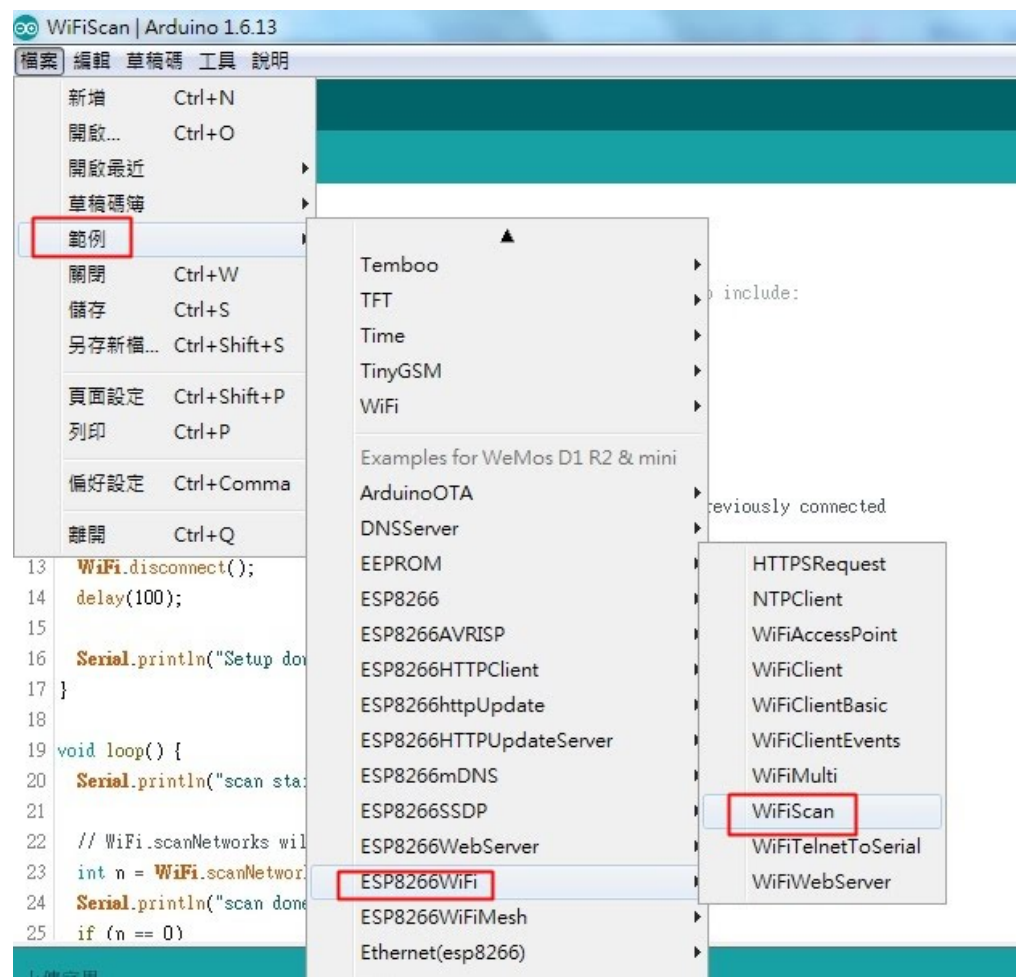 WiFiScan | Arduino 1.6.13
檔案 編輯 草稿碼 工具 說明
新增 Ctrl+N
開啟... Ctrl+O
開啟最近
草稿碼簿
範例
關閉 Ctrl+W
儲存 Ctrl+S
另存新檔... Ctrl+Shift+S
頁面設定 Ctrl+Shift+P
列印 Ctrl+P
偏好設定 Ctrl+Comma
離開 Ctrl+Q
Temboo
TFT
Time
TinyGSM
WiFi
Examples for WeMos D1 R2 & mini
ArduinoOTA
DNSServer
EEPROM
ESP8266
ESP8266AVRISP
ESP8266HTTPClient
ESP8266httpUpdate
ESP8266HTTPUpdateServer
ESP8266mDNS
ESP8266SSDP
ESP8266WebServer
ESP8266WiFi
ESP8266WiFiMesh
Ethernet(esp8266)
HTTPSRequest
NTPClient
WiFiAccessPoint
WiFiClient
WiFiClientBasic
WiFiClientEvents
WiFiMulti
WiFiScan
WiFiTelnetToSerial
WiFiWebServer
include:
eviously connected
13 WiFi.disconnect();
14 delay(100);
15
16 Serial.println("Setup do
17 }
18
19 void loop() {
20 Serial.println("scan sta
21
22 // WiFi.scanNetworks wil
23 int n = WiFi.scanNetwor
24 Serial.println("scan done
25 if (n == 0)